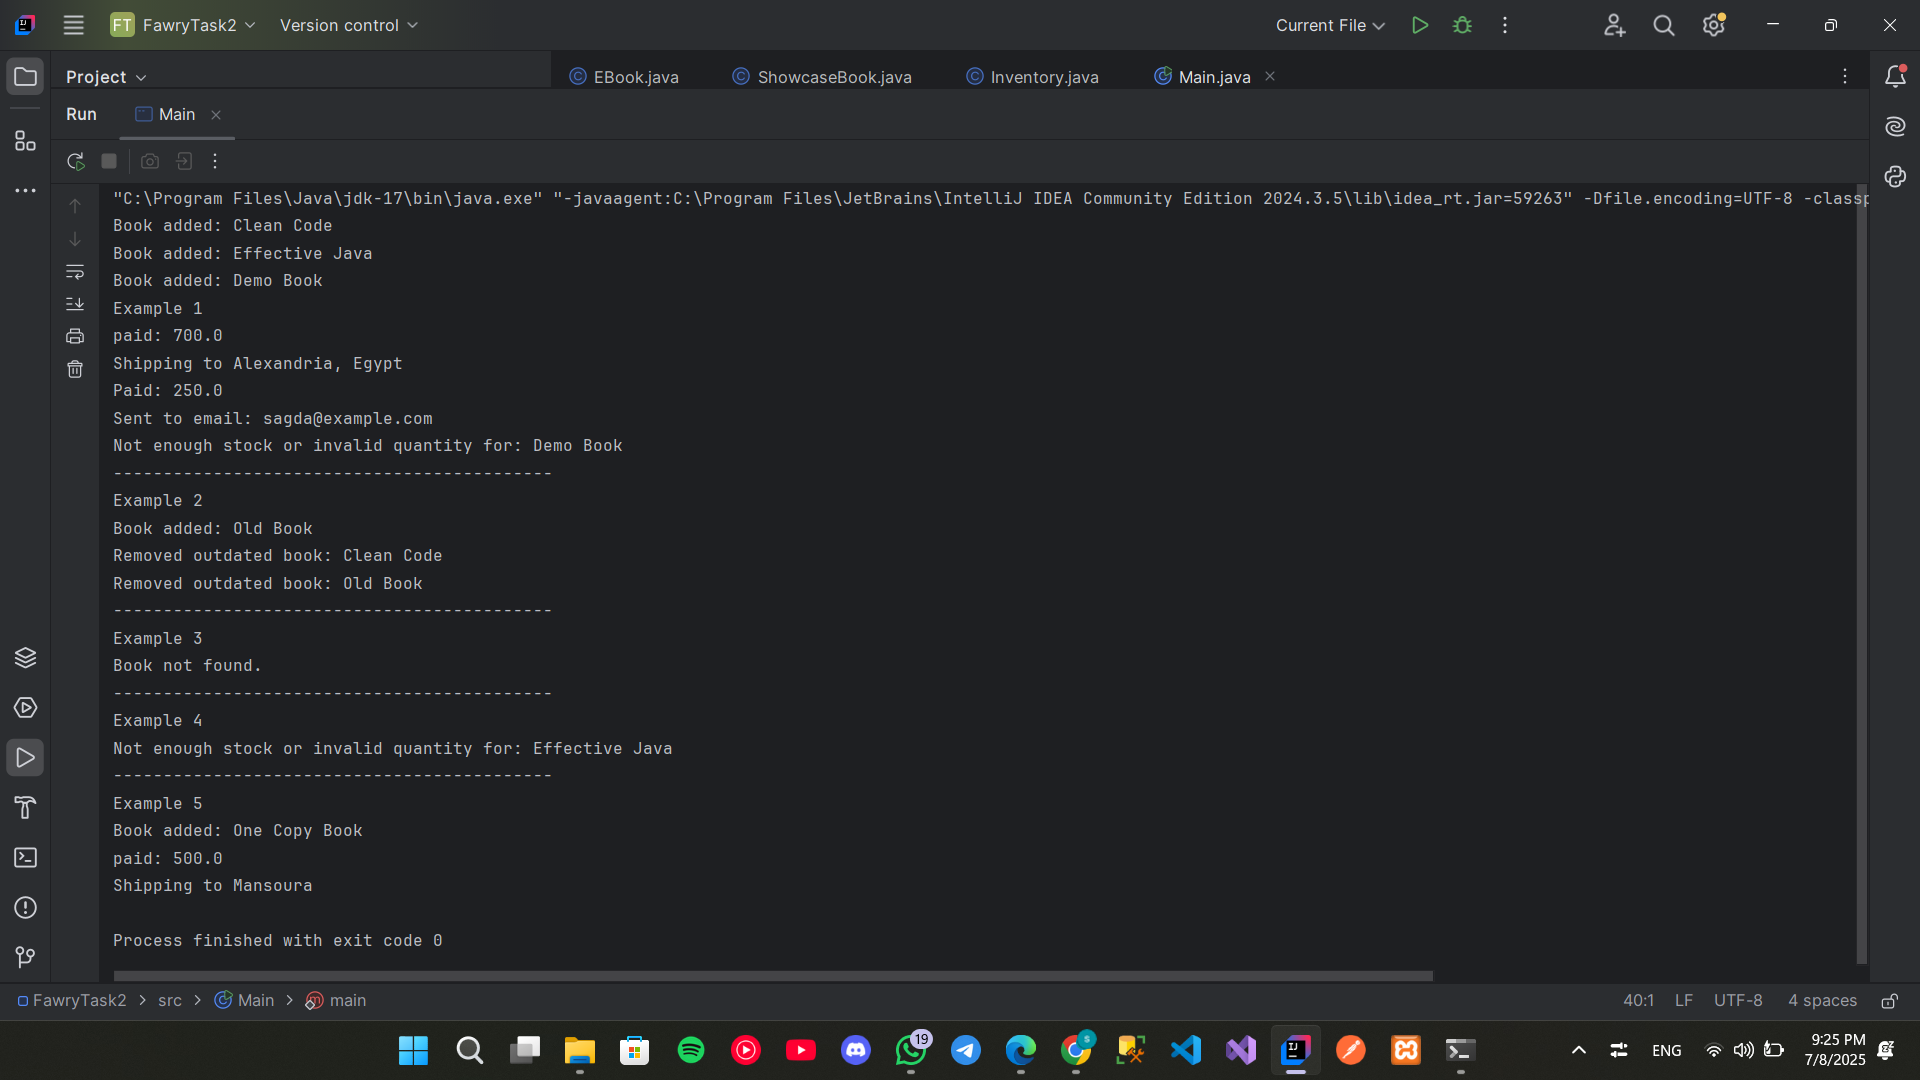 FT FawryTask2 Version control Current File
Project EBook.java ShowcaseBook.java Inventory.java Main.java
Run Main
"C:\Program Files\Java\jdk-17\bin\java.exe" "-javaagent:C:\Program Files\JetBrains\IntelliJ IDEA Community Edition 2024.3.5\lib\idea_rt.jar=59263" -Dfile.encoding=UTF-8 -classp
Book added: Clean Code
Book added: Effective Java
Book added: Demo Book
Example 1
paid: 700.0
Shipping to Alexandria, Egypt
Paid: 250.0
Sent to email: sagda@example.com
Not enough stock or invalid quantity for: Demo Book
--------------------------------------------
Example 2
Book added: Old Book
Removed outdated book: Clean Code
Removed outdated book: Old Book
--------------------------------------------
Example 3
Book not found.
--------------------------------------------
Example 4
Not enough stock or invalid quantity for: Effective Java
--------------------------------------------
Example 5
Book added: One Copy Book
paid: 500.0
Shipping to Mansoura
Process finished with exit code 0
FawryTask2 > src > Main > main 40:1 LF UTF-8 4 spaces
19 ENG 9:25 PM
7/8/2025